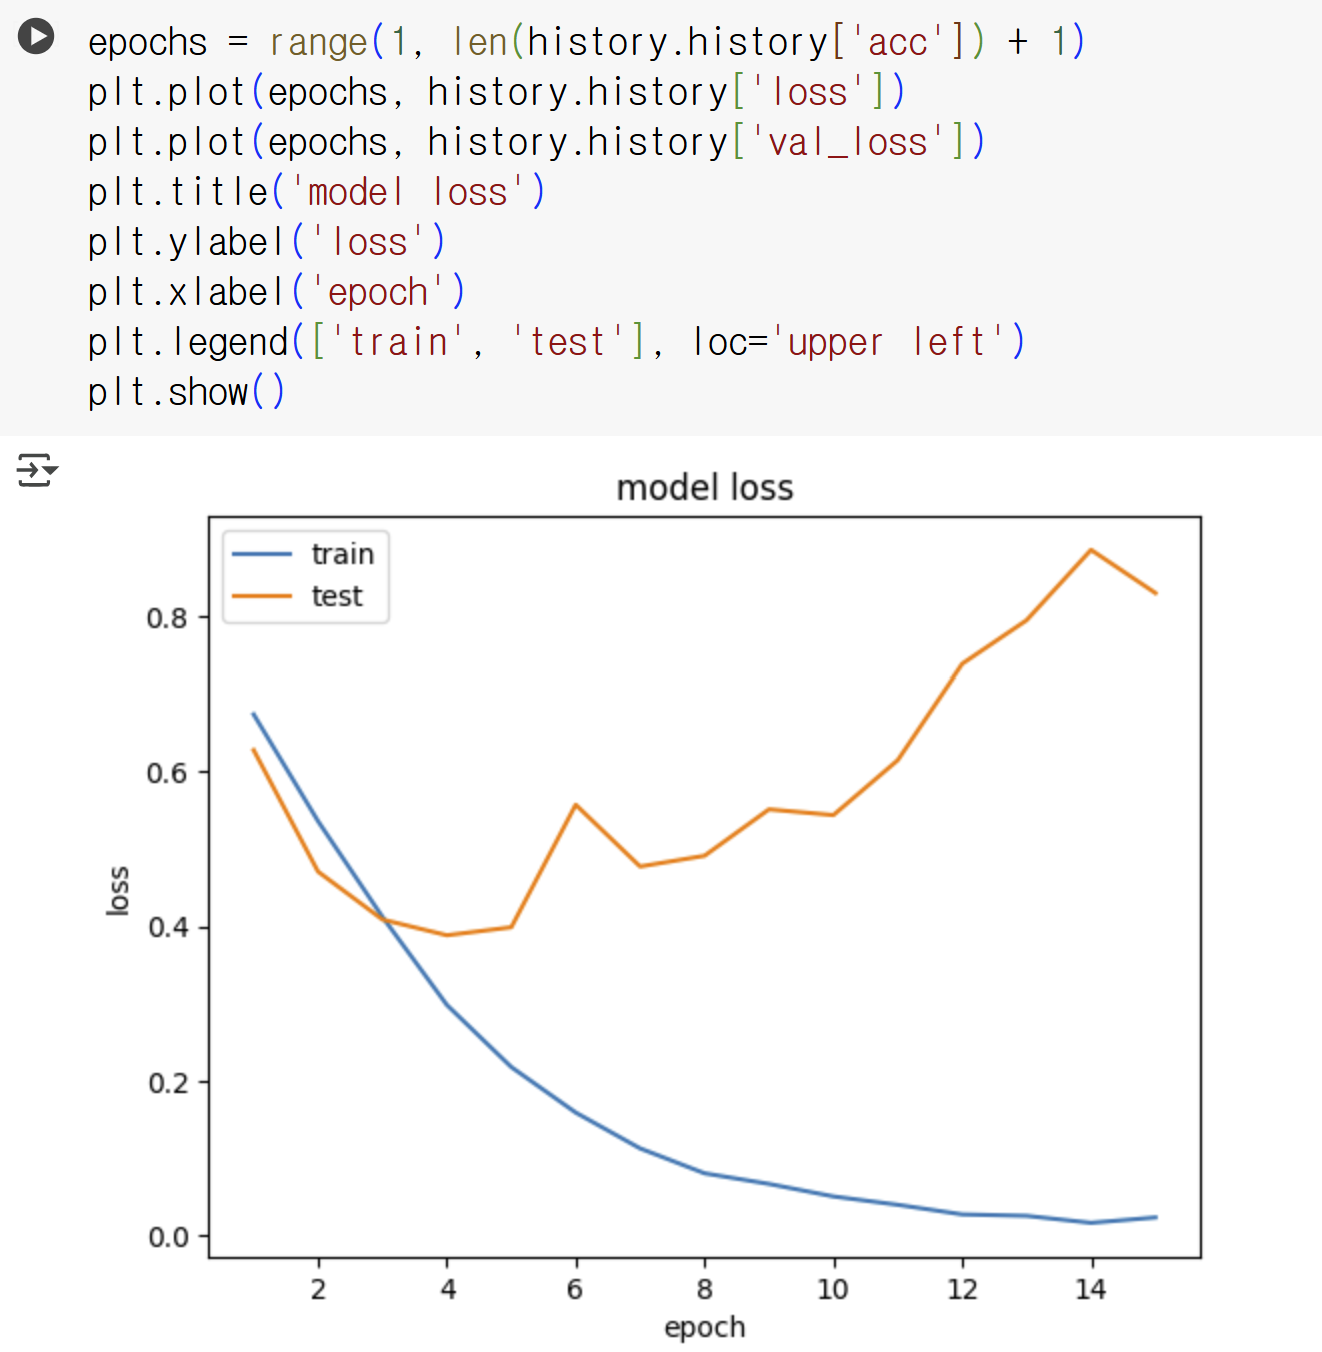 epochs = range(1, len(history.history['acc']) + 1)
plt.plot(epochs, history.history['loss'])
plt.plot(epochs, history.history['val_loss'])
plt.title('model loss')
plt.ylabel('loss')
plt.xlabel('epoch')
plt.legend(['train', 'test'], loc='upper left')
plt.show()
model loss
train
test
0.8
0.6
0.4
0.2
0.0
loss
2 4 6 8 10 12 14
epoch